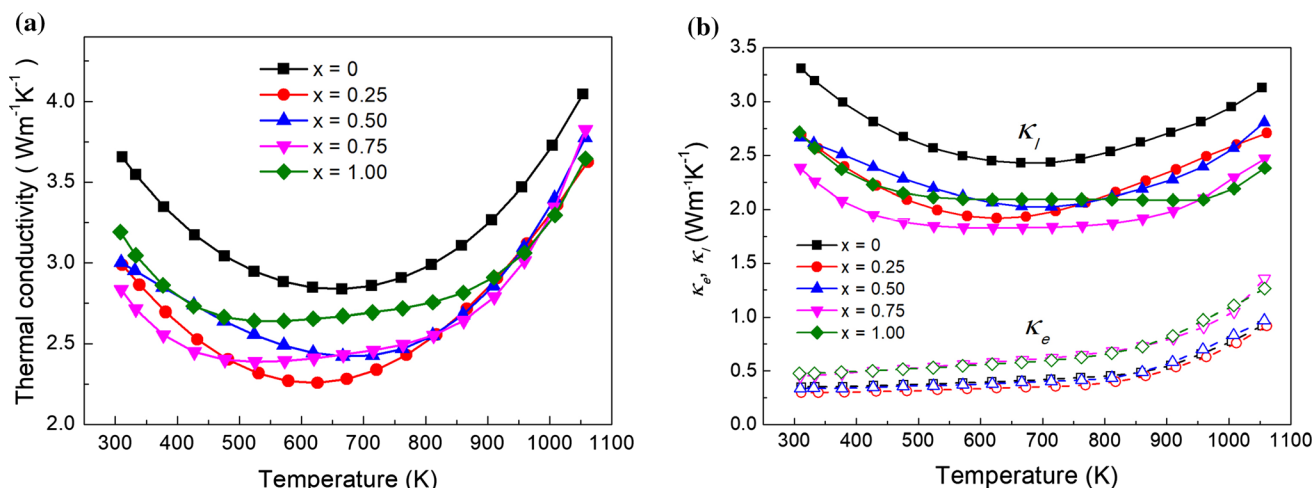 (a)
Thermal conductivity ( Wm⁻¹K⁻¹)
4.0
3.5
3.0
2.5
2.0
x = 0
x = 0.25
x = 0.50
x = 0.75
x = 1.00
300 400 500 600 700 800 900 1000 1100
Temperature (K)
(b)
κe, κl (Wm⁻¹K⁻¹)
3.5
3.0
2.5
2.0
1.5
1.0
0.5
0.0
κl
x = 0
x = 0.25
x = 0.50
x = 0.75
x = 1.00
κe
300 400 500 600 700 800 900 1000 1100
Temperature (K)